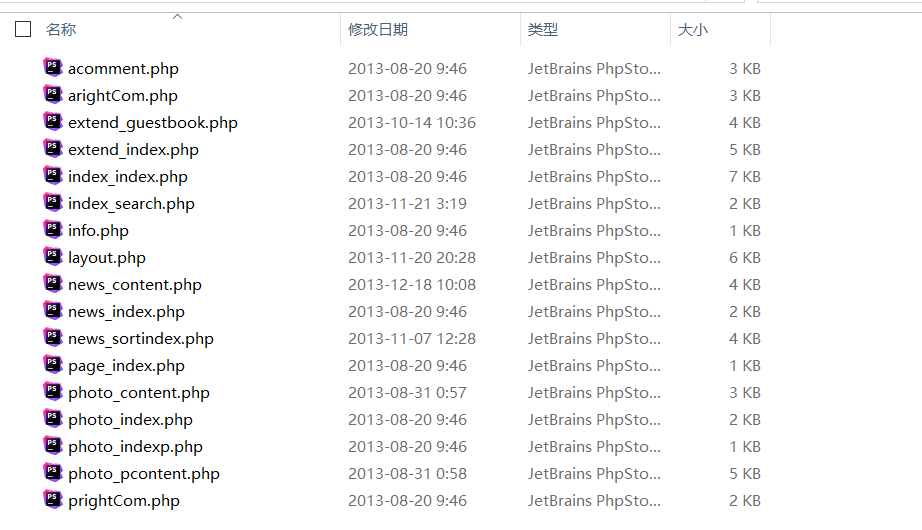 名称 修改日期 类型 大小
acomment.php 2013-08-20 9:46 JetBrains PhpSto... 3 KB
arightCom.php 2013-08-20 9:46 JetBrains PhpSto... 3 KB
extend_guestbook.php 2013-10-14 10:36 JetBrains PhpSto... 4 KB
extend_index.php 2013-08-20 9:46 JetBrains PhpSto... 5 KB
index_index.php 2013-08-20 9:46 JetBrains PhpSto... 7 KB
index_search.php 2013-11-21 3:19 JetBrains PhpSto... 2 KB
info.php 2013-08-20 9:46 JetBrains PhpSto... 1 KB
layout.php 2013-11-20 20:28 JetBrains PhpSto... 6 KB
news_content.php 2013-12-18 10:08 JetBrains PhpSto... 4 KB
news_index.php 2013-08-20 9:46 JetBrains PhpSto... 2 KB
news_sortindex.php 2013-11-07 12:28 JetBrains PhpSto... 4 KB
page_index.php 2013-08-20 9:46 JetBrains PhpSto... 1 KB
photo_content.php 2013-08-31 0:57 JetBrains PhpSto... 3 KB
photo_index.php 2013-08-20 9:46 JetBrains PhpSto... 2 KB
photo_indexp.php 2013-08-20 9:46 JetBrains PhpSto... 1 KB
photo_pcontent.php 2013-08-31 0:58 JetBrains PhpSto... 5 KB
prightCom.php 2013-08-20 9:46 JetBrains PhpSto... 2 KB